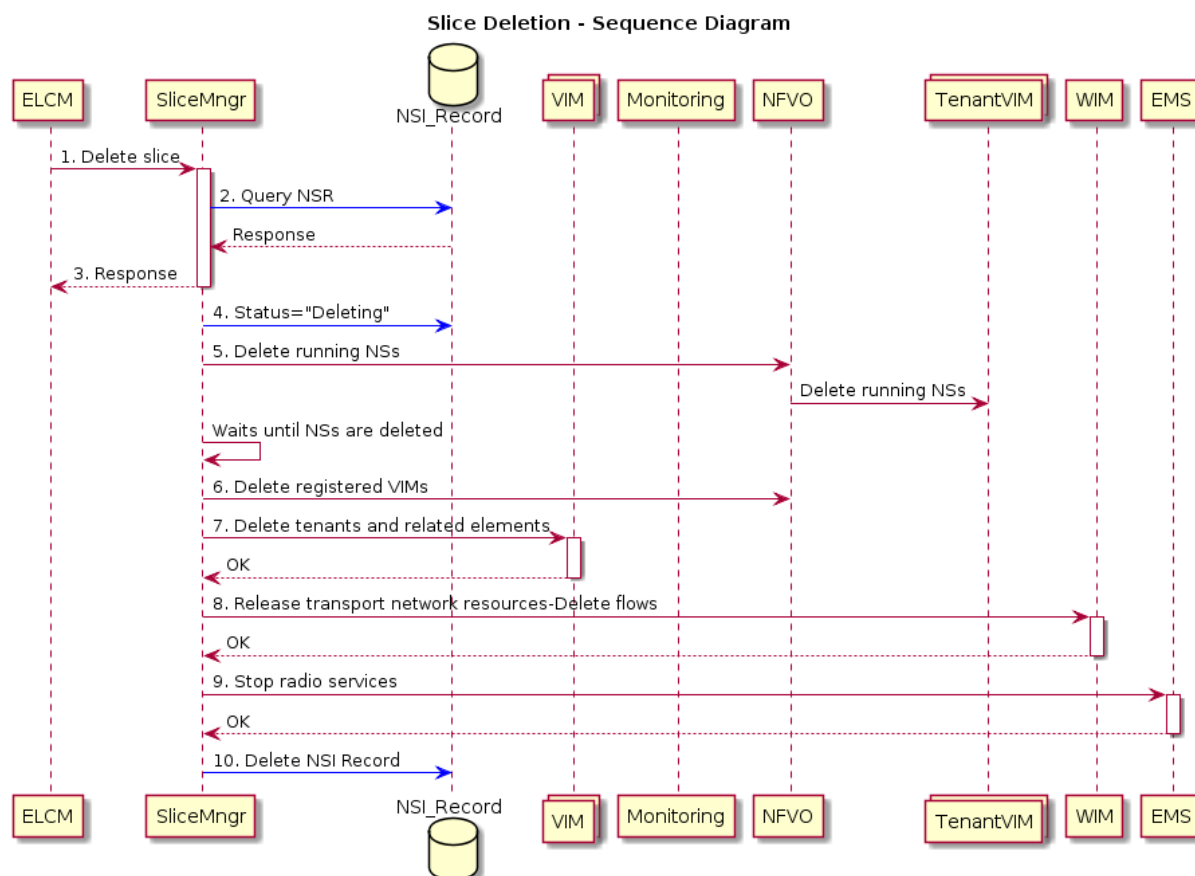 Slice Deletion - Sequence Diagram
ELCM
SliceMngr
NSI_Record
VIM
Monitoring
NFVO
TenantVIM
WIM
EMS
1. Delete slice
2. Query NSR
Response
3. Response
4. Status="Deleting"
5. Delete running NSs
Delete running NSs
Waits until NSs are deleted
6. Delete registered VIMs
7. Delete tenants and related elements
OK
8. Release transport network resources-Delete flows
OK
9. Stop radio services
OK
10. Delete NSI Record
ELCM
SliceMngr
NSI_Record
VIM
Monitoring
NFVO
TenantVIM
WIM
EMS